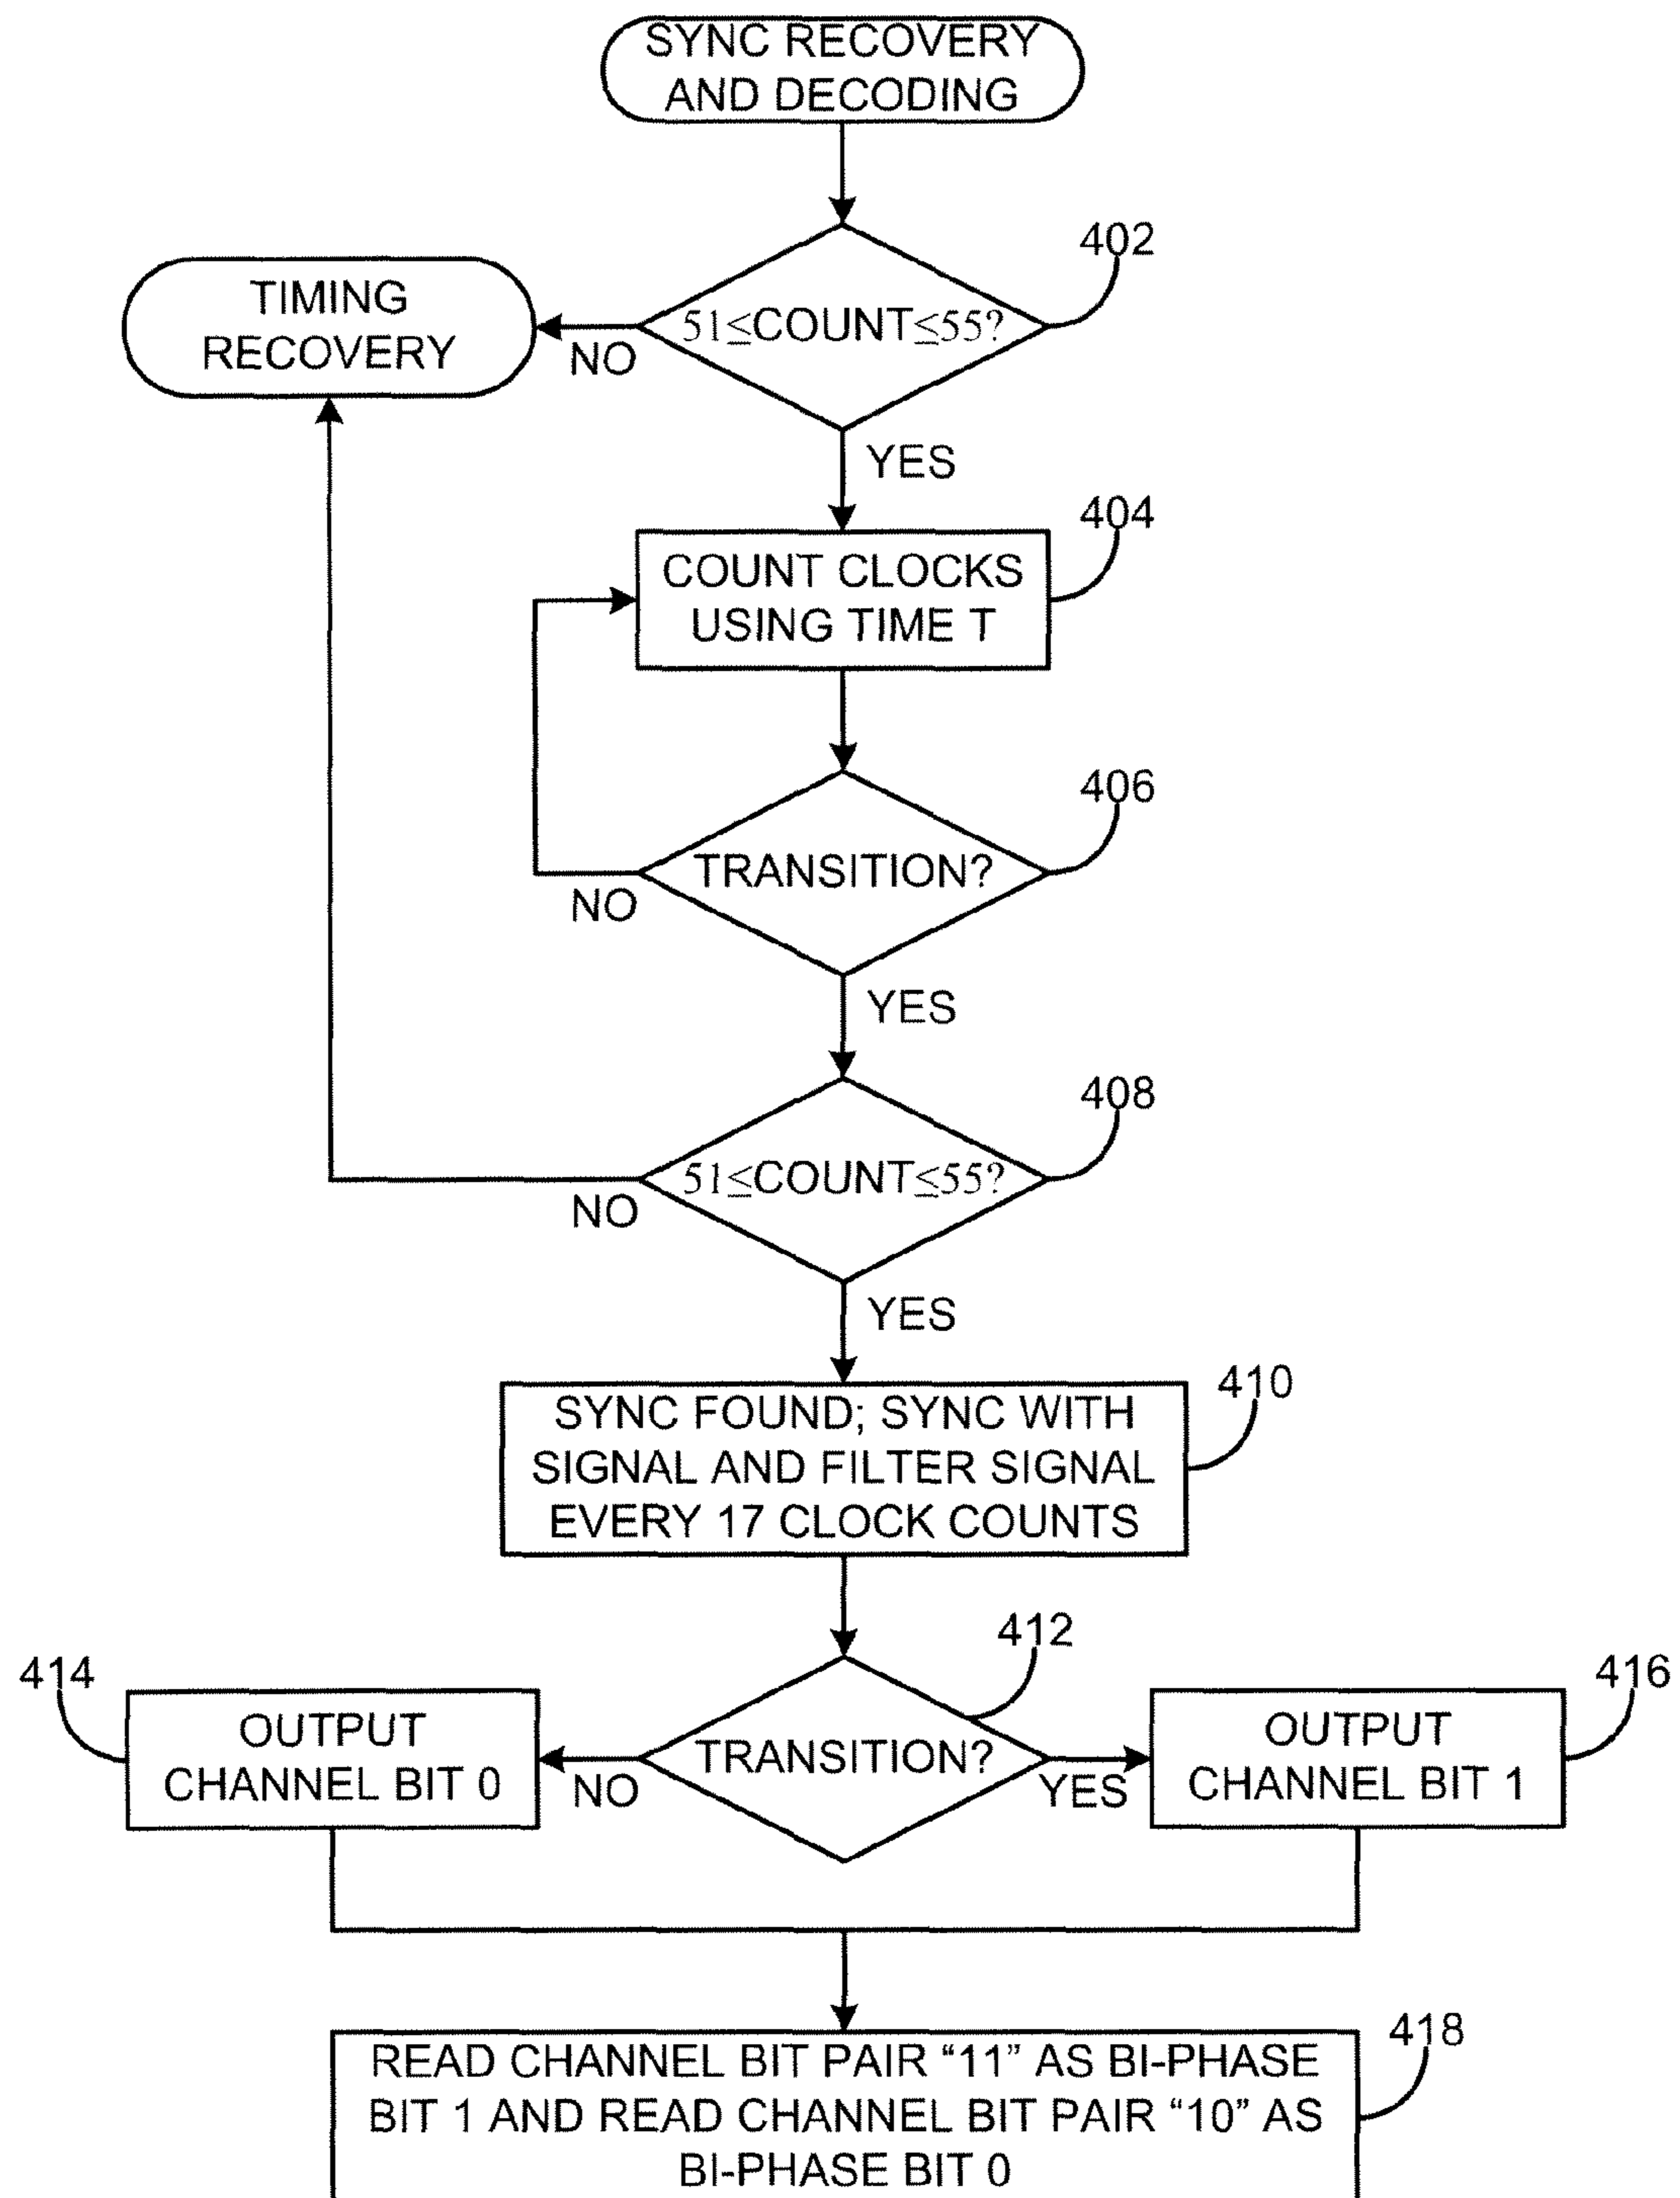 SYNC RECOVERY
AND DECODING
402
TIMING
RECOVERY
51≤COUNT≤55?
NO
YES
404
COUNT CLOCKS
USING TIME T
406
TRANSITION?
NO
YES
408
51≤COUNT≤55?
NO
YES
410
SYNC FOUND; SYNC WITH
SIGNAL AND FILTER SIGNAL
EVERY 17 CLOCK COUNTS
412
414
416
OUTPUT
CHANNEL BIT 0
TRANSITION?
NO
YES
OUTPUT
CHANNEL BIT 1
418
READ CHANNEL BIT PAIR “11” AS BI-PHASE
BIT 1 AND READ CHANNEL BIT PAIR “10” AS
BI-PHASE BIT 0